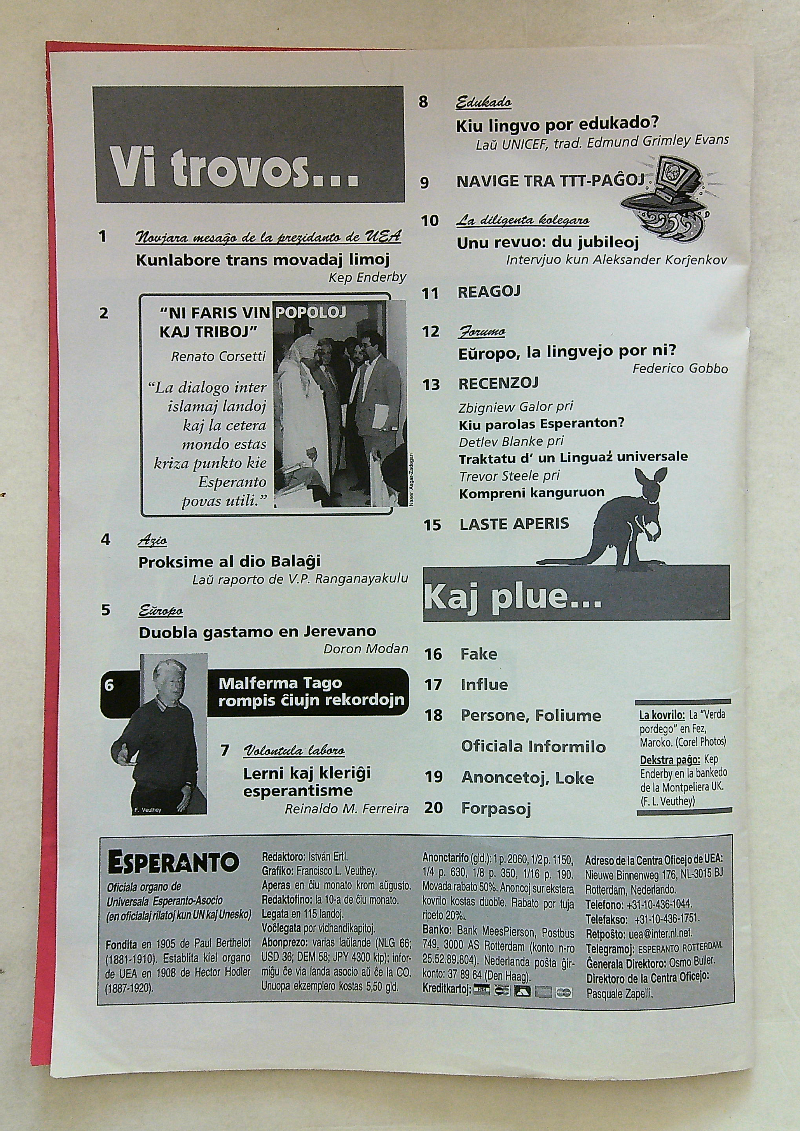 Vi trovos...
1 Novjara mesaĝo de la prezidanto de UEA
Kunlabore trans movadaj limoj
Kep Enderby
2 “NI FARIS VIN POPOLOJ
KAJ TRIBOJ”
Renato Corsetti
“La dialogo inter
islamaj landoj
kaj la cetera
mondo estas
kriza punkto kie
Esperanto
povas utili.”
4 Azio
Proksime al dio Balaĝi
Laŭ raporto de V.P. Ranganayakulu
5 Eŭropo
Duobla gastamo en Jerevano
Doron Modan
6 Malferma Tago
rompis ĉiujn rekordojn
F. Veuthey
7 Volontula laboro
Lerni kaj kleriĝi
esperantisme
Reinaldo M. Ferreira
8 Edukado
Kiu lingvo por edukado?
Laŭ UNICEF, trad. Edmund Grimley Evans
9 NAVIGE TRA TTT-PAĜOJ
10 La diligenta kolegaro
Unu revuo: du jubileoj
Intervjuo kun Aleksander Korĵenkov
11 REAGOJ
12 Forumo
Eŭropo, la lingvejo por ni?
Federico Gobbo
13 RECENZOJ
Zbigniew Galor pri
Kiu parolas Esperanton?
Detlev Blanke pri
Traktatu d’ un Linguaź universale
Trevor Steele pri
Kompreni kanguruon
15 LASTE APERIS
Kaj plue...
16 Fake
17 Influe
18 Persone, Foliume
Oficiala Informilo
19 Anoncetoj, Loke
20 Forpasoj
La kovrilo: La “Verda
pordego” en Fez,
Maroko. (Corel Photos)
Dekstra paĝo: Kep
Enderby en la bankedo
de la Montpeliera UK.
(F. L. Veuthey)
ESPERANTO
Oficiala organo de
Universala Esperanto-Asocio
(en oficialaj rilatoj kun UN kaj Unesko)
Fondita en 1905 de Paul Berthelot
(1881-1910). Establita kiel organo
de UEA en 1908 de Hector Hodler
(1887-1920).
Redaktoro: István Ertl.
Grafiko: Francisco L. Veuthey.
Aperas en ĉiu monato krom aŭgusto.
Redaktofino: la 10-a de ĉiu monato.
Legata en 115 landoj.
Voĉlegata por vidhandikapitoj.
Abonprezo: varias laŭlande (NLG 66;
USD 36; DEM 58; JPY 4300 ktp); infor-
miĝu ĉe via landa asocio aŭ ĉe la CO.
Unuopa ekzemplero kostas 5,50 gld.
Anonctarifo (gld.): 1 p. 2060, 1/2 p. 1150,
1/4 p. 630, 1/8 p. 350, 1/16 p. 190.
Movada rabato 50%. Anoncoj sur ekstera
kovrilo kostas duoble. Rabato por tuja
ripeto 20%.
Banko: Bank MeesPierson, Postbus
749, 3000 AS Rotterdam (konto n-ro
25.52.89.804). Nederlanda poŝta ĝir-
konto: 37 89 64 (Den Haag).
Kreditkartoj:
Adreso de la Centra Oficejo de UEA:
Nieuwe Binnenweg 176, NL-3015 BJ
Rotterdam, Nederlando.
Telefono: +31-10-436-1044.
Telefakso: +31-10-436-1751.
Retpoŝto: uea@inter.nl.net.
Telegramoj: ESPERANTO ROTTERDAM.
Ĝenerala Direktoro: Osmo Buller.
Direktoro de la Centra Oficejo:
Pasquale Zapelli.